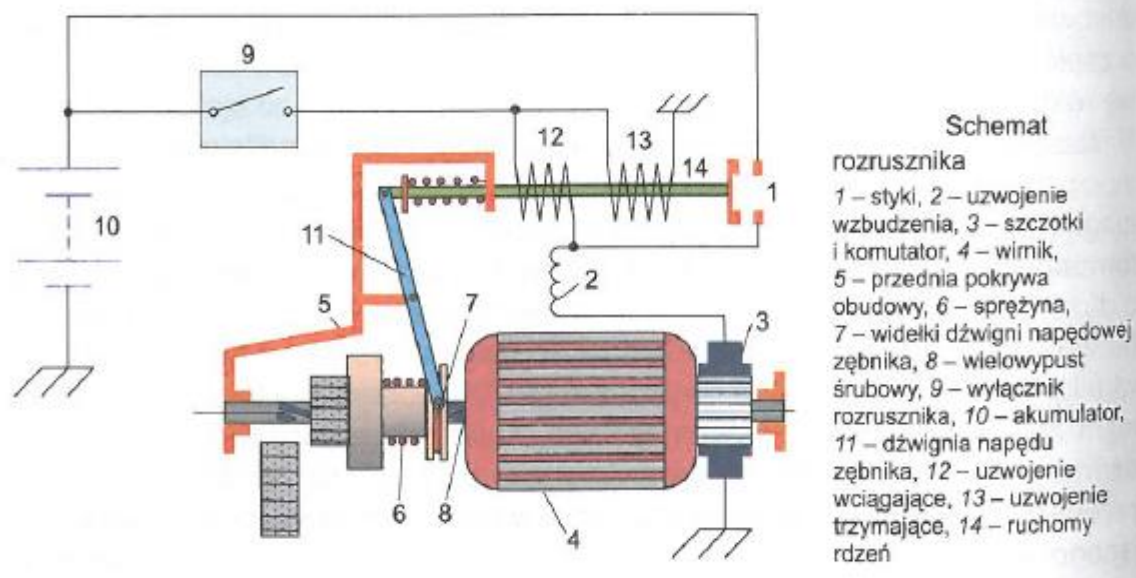 9
12
13
14
1
10
11
2
5
7
3
6
8
4
Schemat
rozrusznika
1 – styki, 2 – uzwojenie
wzbudzenia, 3 – szczotki
i komutator, 4 – wirnik,
5 – przednia pokrywa
obudowy, 6 – sprężyna,
7 – widełki dźwigni napędowej
zębnika, 8 – wielowypust
śrubowy, 9 – wyłącznik
rozrusznika, 10 – akumulator,
11 – dźwignia napędu
zębnika, 12 – uzwojenie
wciągające, 13 – uzwojenie
trzymające, 14 – ruchomy
rdzeń